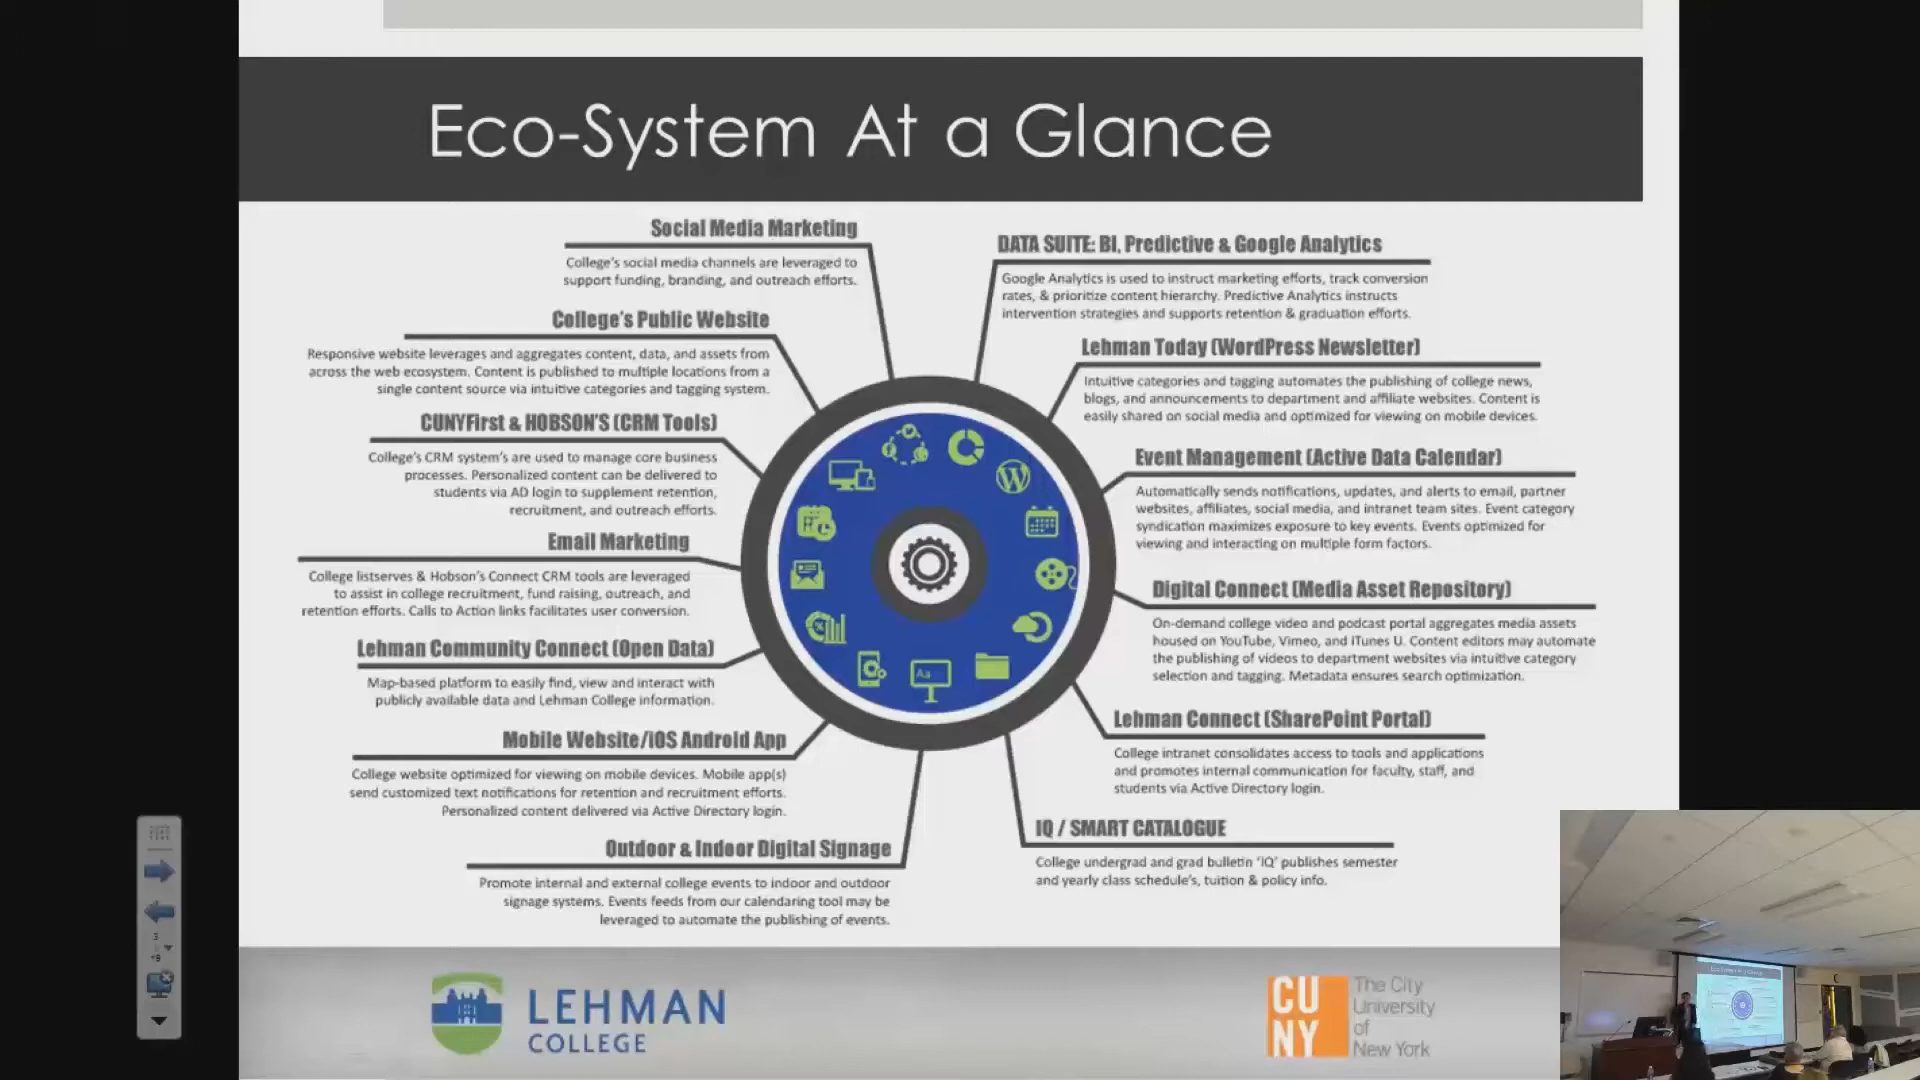 Eco-System At a Glance
Social Media Marketing
College's social media channels are leveraged to
support funding, branding, and outreach efforts.
College's Public Website
Responsive website leverages and aggregates content, data, and assets from
across the web ecosystem. Content is published to multiple locations from a
single content source via intuitive categories and tagging system.
CUNYFirst & HOBSON'S (CRM Tools)
College's CRM system's are used to manage core business
processes. Personalized content can be delivered to
students via AD login to supplement retention,
recruitment, and outreach efforts.
Email Marketing
College listserves & Hobson's Connect CRM tools are leveraged
to assist in college recruitment, fund raising, outreach, and
retention efforts. Calls to Action links facilitates user conversion.
Lehman Community Connect (Open Data)
Map-based platform to easily find, view and interact with
publicly available data and Lehman College information.
Mobile Website/iOS Android App
College website optimized for viewing on mobile devices. Mobile app(s)
send customized text notifications for retention and recruitment efforts.
Personalized content delivered via Active Directory login.
Outdoor & Indoor Digital Signage
Promote internal and external college events to indoor and outdoor
signage systems. Events feeds from our calendaring tool may be
leveraged to automate the publishing of events.
DATA SUITE: BI, Predictive & Google Analytics
Google Analytics is used to instruct marketing efforts, track conversion
rates, & prioritize content hierarchy. Predictive Analytics instructs
intervention strategies and supports retention & graduation efforts.
Lehman Today (WordPress Newsletter)
Intuitive categories and tagging automates the publishing of college news,
blogs, and announcements to department and affiliate websites. Content is
easily shared on social media and optimized for viewing on mobile devices.
Event Management (Active Data Calendar)
Automatically sends notifications, updates, and alerts to email, partner
websites, affiliates, social media, and intranet team sites. Event category
syndication maximizes exposure to key events. Events optimized for
viewing and interacting on multiple form factors.
Digital Connect (Media Asset Repository)
On-demand college video and podcast portal aggregates media assets
housed on YouTube, Vimeo, and iTunes U. Content editors may automate
the publishing of videos to department websites via intuitive category
selection and tagging. Metadata ensures search optimization.
Lehman Connect (SharePoint Portal)
College intranet consolidates access to tools and applications
and promotes internal communication for faculty, staff, and
students via Active Directory login.
IQ / SMART CATALOGUE
College undergrad and grad bulletin 'IQ' publishes semester
and yearly class schedule's, tuition & policy info.
Aa
LEHMAN
COLLEGE
CU
NY
The City
University
of
New York